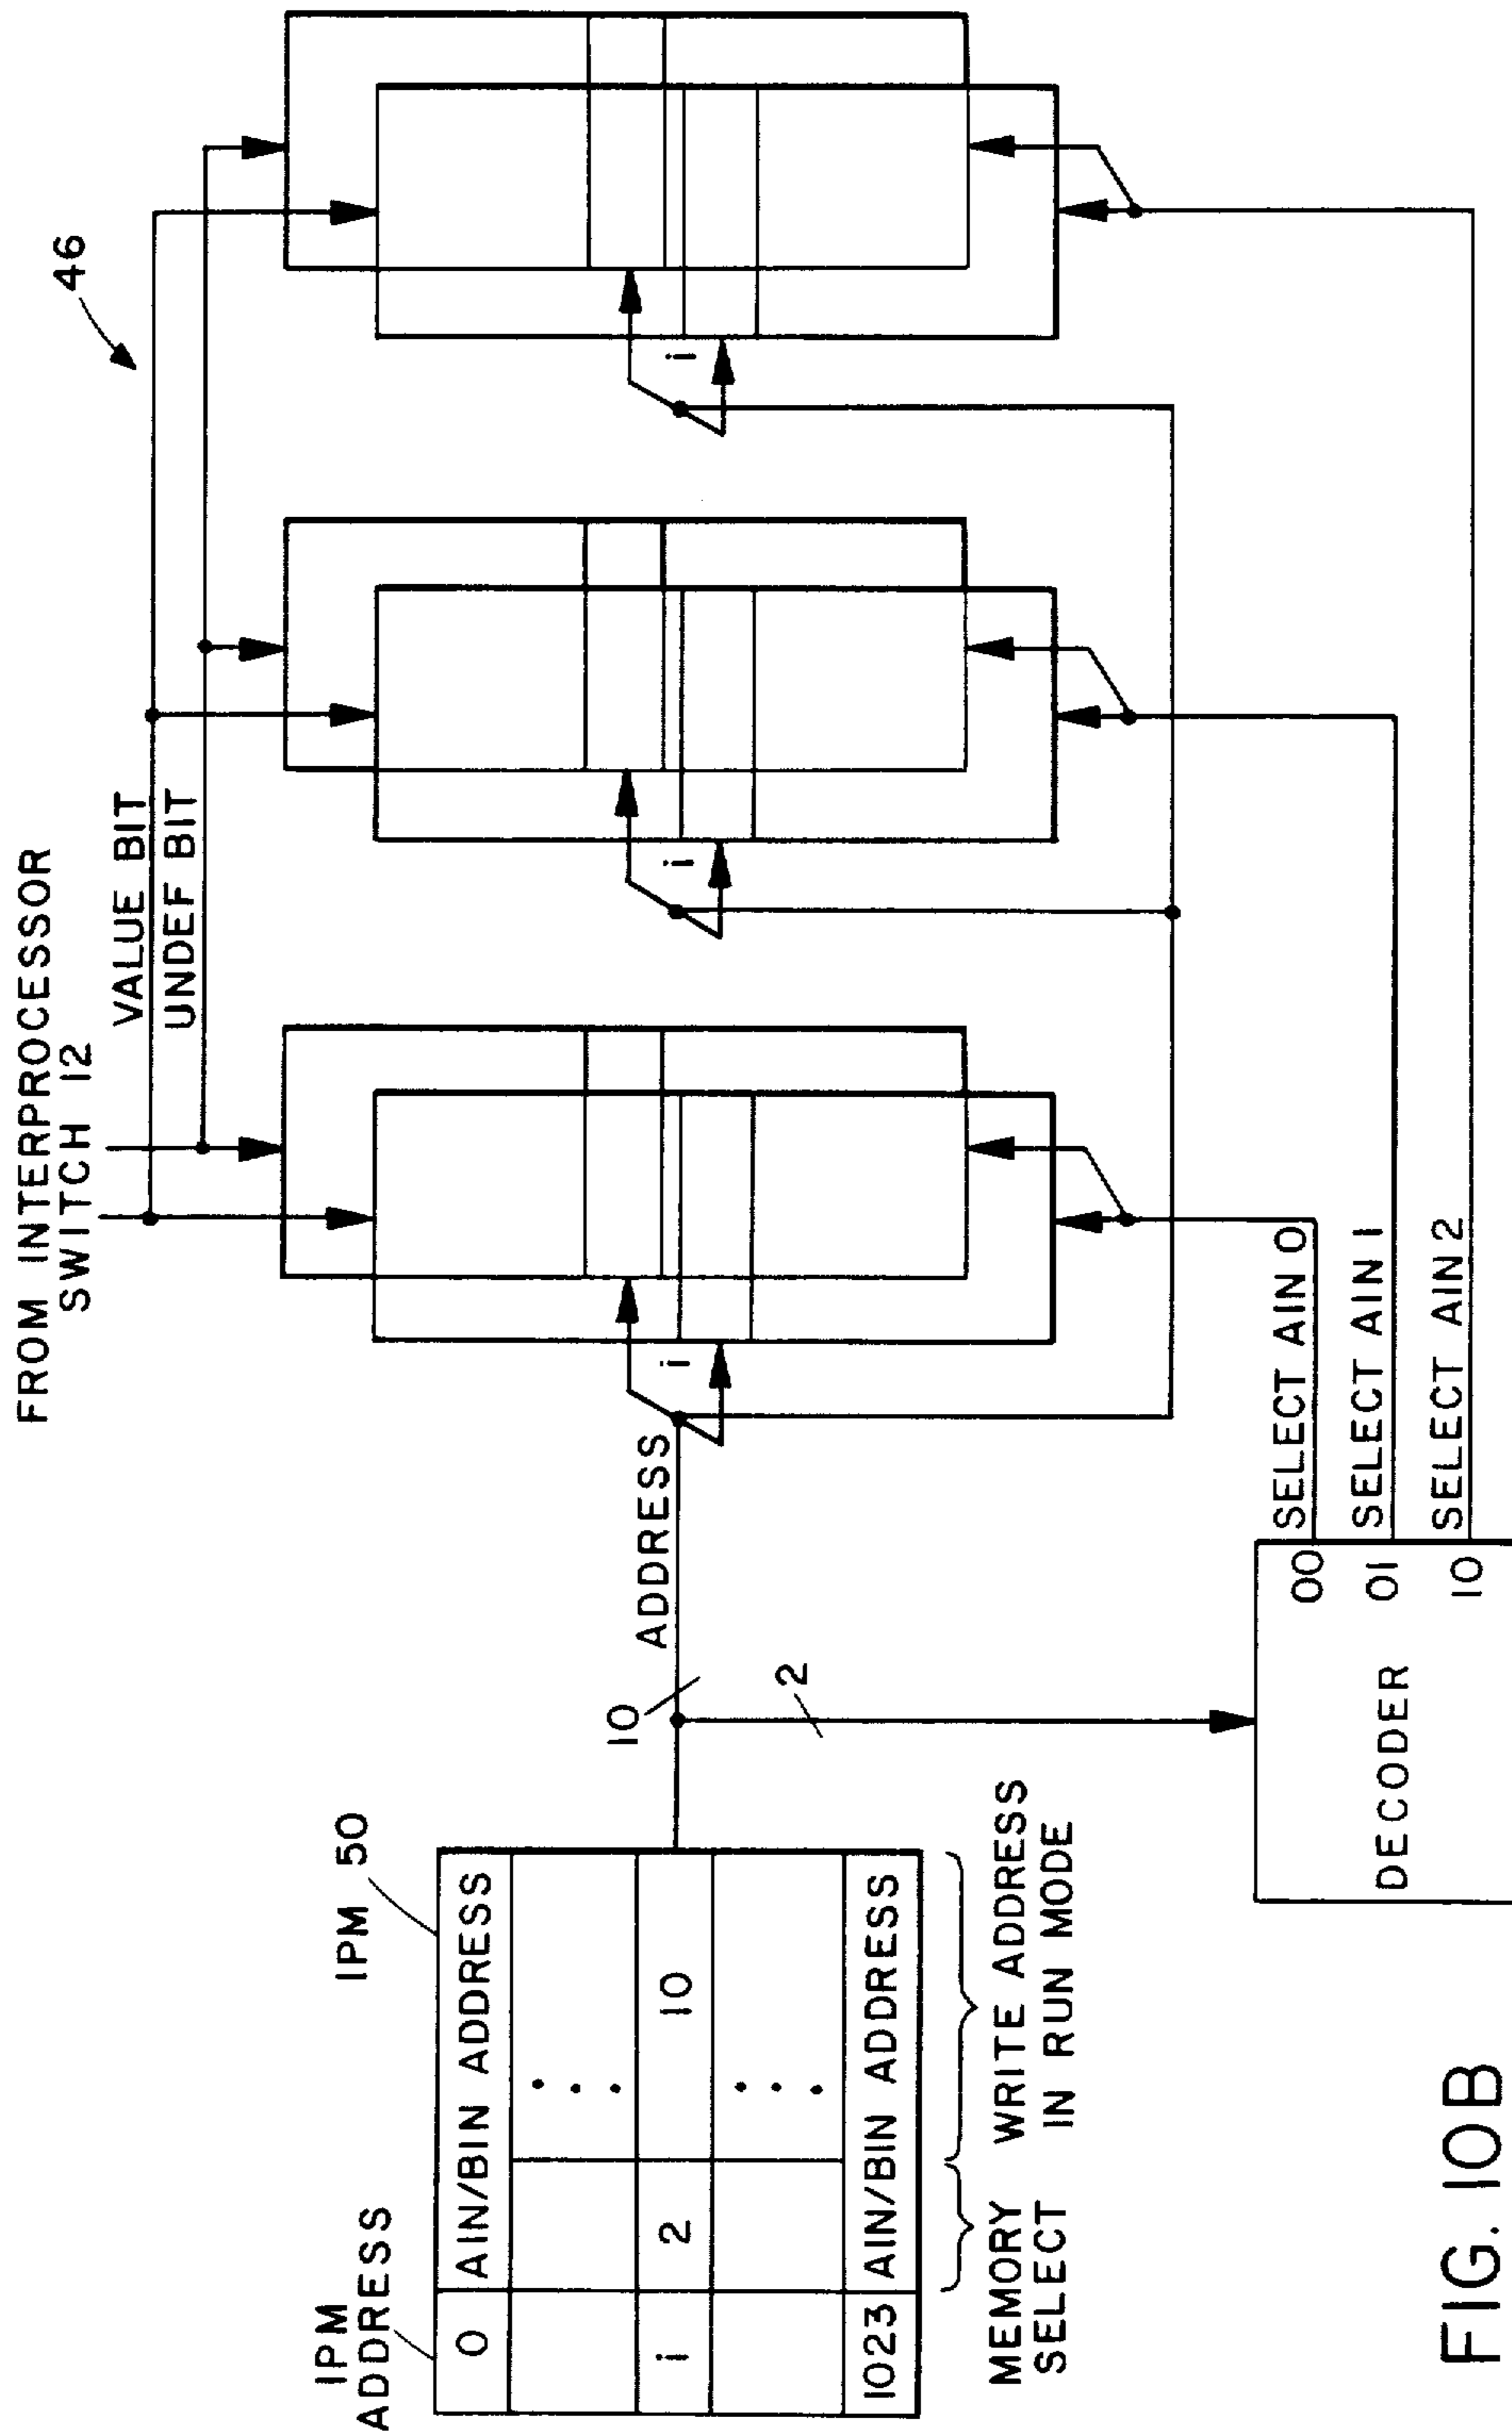 FROM INTERPROCESSOR
SWITCH 12
46
VALUE BIT
UNDEF BIT
IPM
ADDRESS
IPM 50
0 AIN/BIN ADDRESS
i 2 10
1023 AIN/BIN ADDRESS
MEMORY
SELECT
WRITE ADDRESS
IN RUN MODE
10
ADDRESS
2
i
i
i
DECODER
00 SELECT AIN 0
01 SELECT AIN 1
10 SELECT AIN 2
FIG. 10B